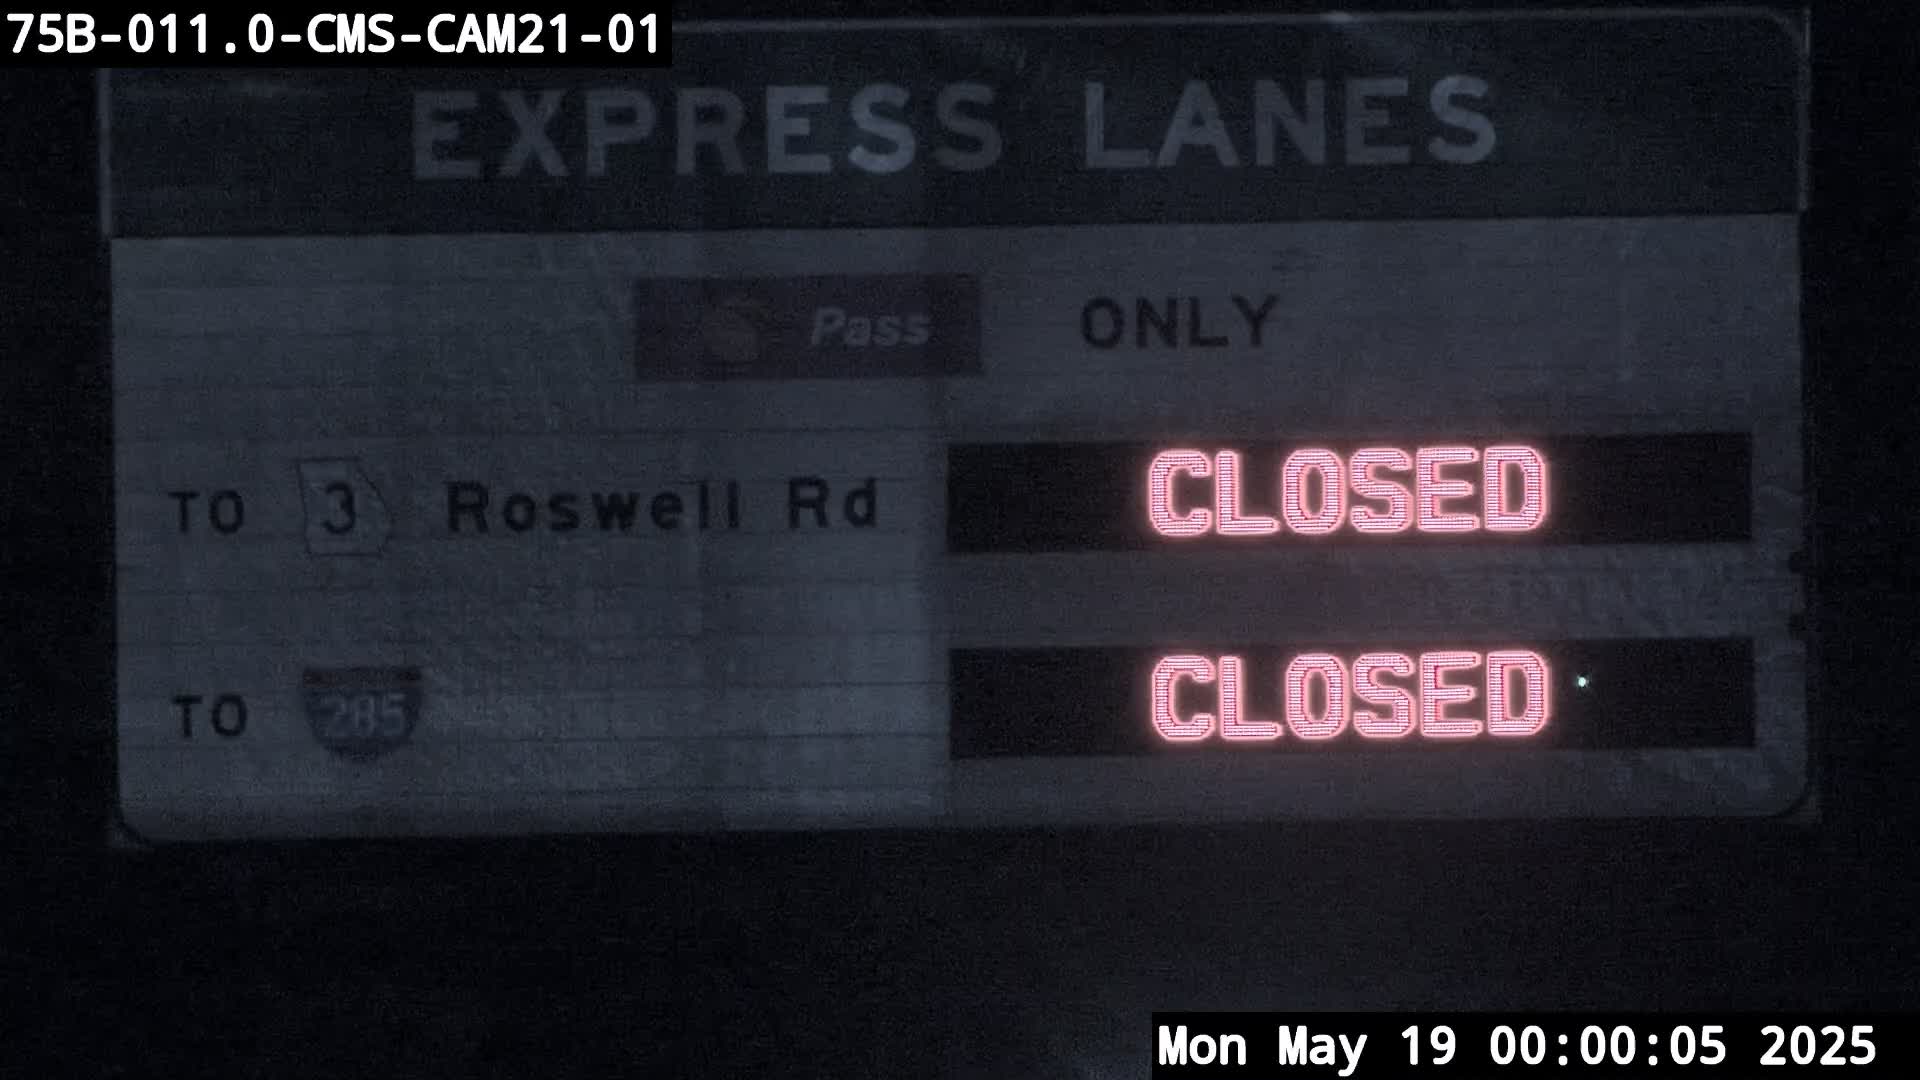 75B-011.0-CMS-CAM21-01
EXPRESS LANES
Pass ONLY
TO 3 Roswell Rd CLOSED
TO 285 CLOSED
Mon May 19 00:00:05 2025